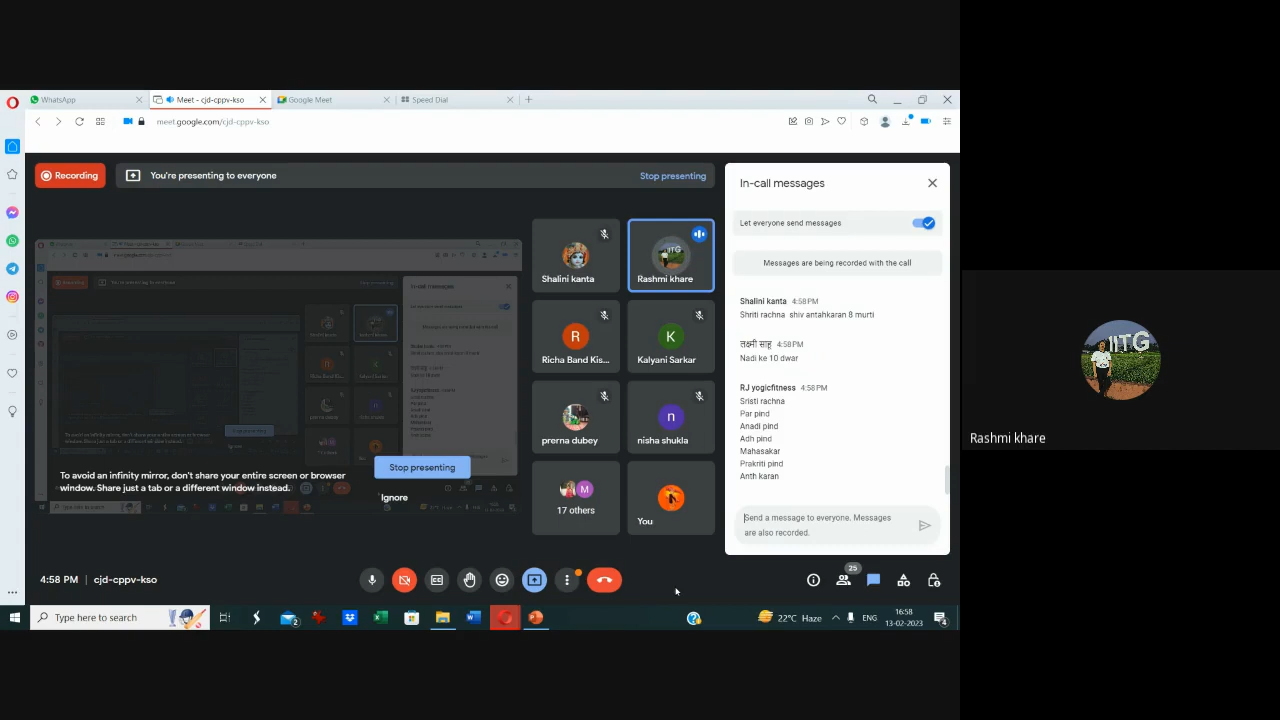 WhatsApp
Meet - cjd-cppv-kso
Google Meet
Speed Dial
meet.google.com/cjd-cppv-kso
Recording
You're presenting to everyone
Stop presenting
To avoid an infinity mirror, don't share your entire screen or browser
window. Share just a tab or a different window instead.
Stop presenting
Ignore
Shalini kanta
IITG
Rashmi khare
R
Richa Band Kis...
K
Kalyani Sarkar
prerna dubey
n
nisha shukla
M
17 others
You
In-call messages
Let everyone send messages
Messages are being recorded with the call
Shalini kanta 4:58 PM
Shriti rachna shiv antahkaran 8 murti
लक्ष्मी साहू 4:58 PM
Nadi ke 10 dwar
RJ yogicfitness 4:58 PM
Sristi rachna
Par pind
Anadi pind
Adh pind
Mahasakar
Prakriti pind
Anth karan
Send a message to everyone. Messages
are also recorded.
4:58 PM | cjd-cppv-kso
25
Type here to search
2
22°C Haze
ENG
16:58
13-02-2023
4
IITG
Rashmi khare